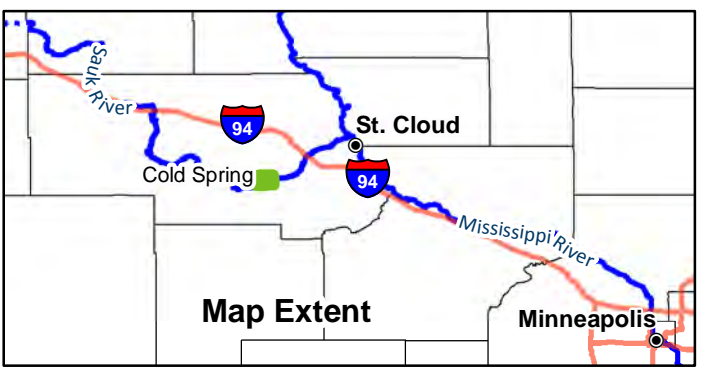 Sauk River
94
St. Cloud
Cold Spring
94
Mississippi River
Map Extent
Minneapolis